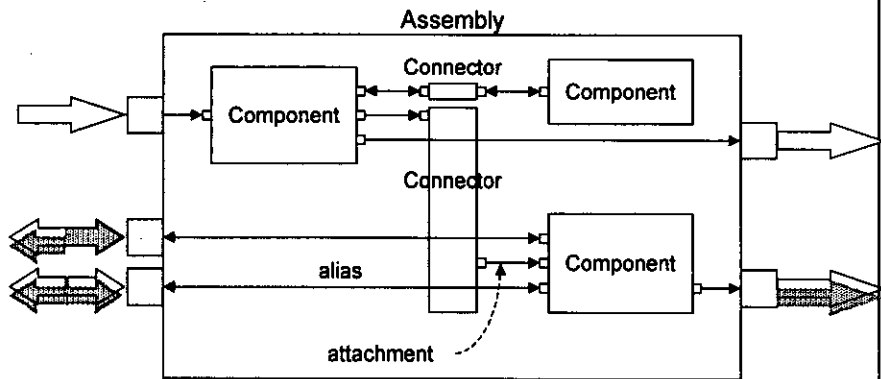 Assembly
Connector
Component
Component
Connector
Component
alias
attachment